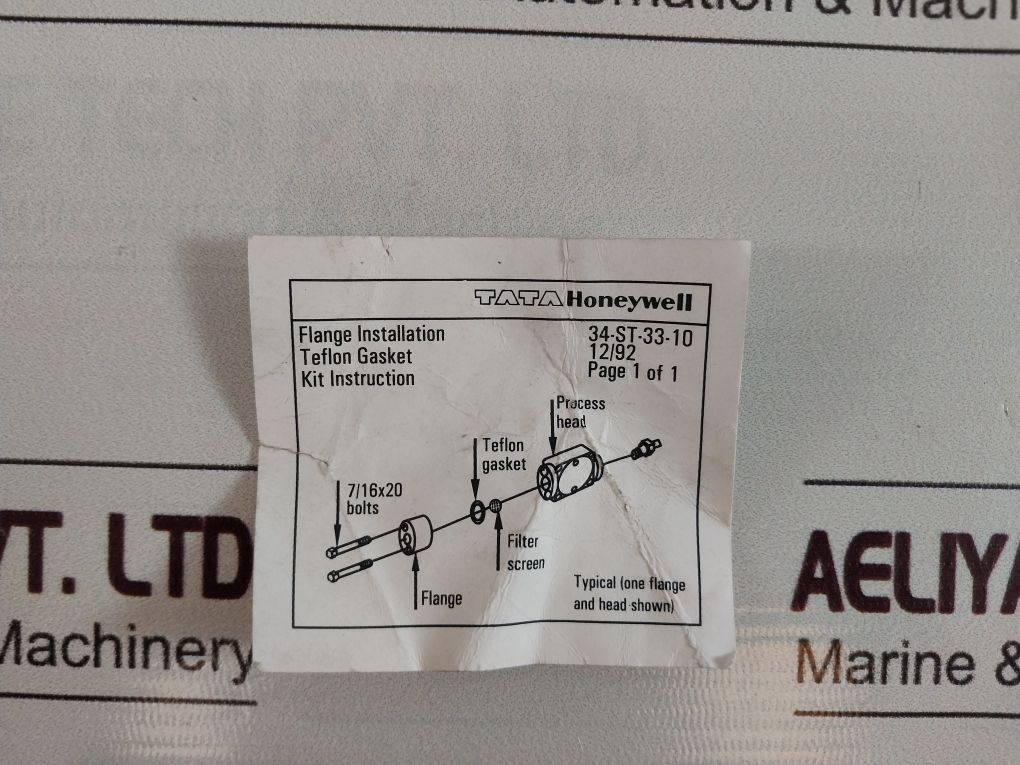 & Mach
TATA Honeywell
Flange Installation
Teflon Gasket
Kit Instruction
34-ST-33-10
12/92
Page 1 of 1
Process
head
Teflon
gasket
7/16x20
bolts
Filter
screen
Flange
Typical (one flange
and head shown)
VT. LTD
Machinery
AELIYA
Marine &